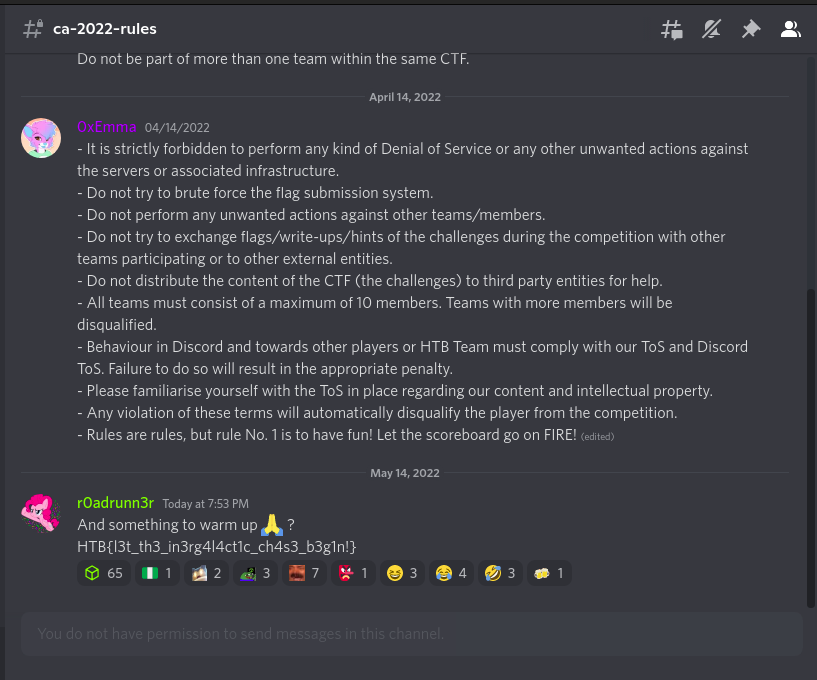 ca-2022-rules
Do not be part of more than one team within the same CTF.
April 14, 2022
0xEmma 04/14/2022
- It is strictly forbidden to perform any kind of Denial of Service or any other unwanted actions against
the servers or associated infrastructure.
- Do not try to brute force the flag submission system.
- Do not perform any unwanted actions against other teams/members.
- Do not try to exchange flags/write-ups/hints of the challenges during the competition with other
teams participating or to other external entities.
- Do not distribute the content of the CTF (the challenges) to third party entities for help.
- All teams must consist of a maximum of 10 members. Teams with more members will be
disqualified.
- Behaviour in Discord and towards other players or HTB Team must comply with our ToS and Discord
ToS. Failure to do so will result in the appropriate penalty.
- Please familiarise yourself with the ToS in place regarding our content and intellectual property.
- Any violation of these terms will automatically disqualify the player from the competition.
- Rules are rules, but rule No. 1 is to have fun! Let the scoreboard go on FIRE! (edited)
May 14, 2022
r0adrunn3r Today at 7:53 PM
And something to warm up 🙏 ?
HTB{l3t_th3_in3rg4l4ct1c_ch4s3_b3g1n!}
65 1 2 3 7 1 3 4 3 1
You do not have permission to send messages in this channel.